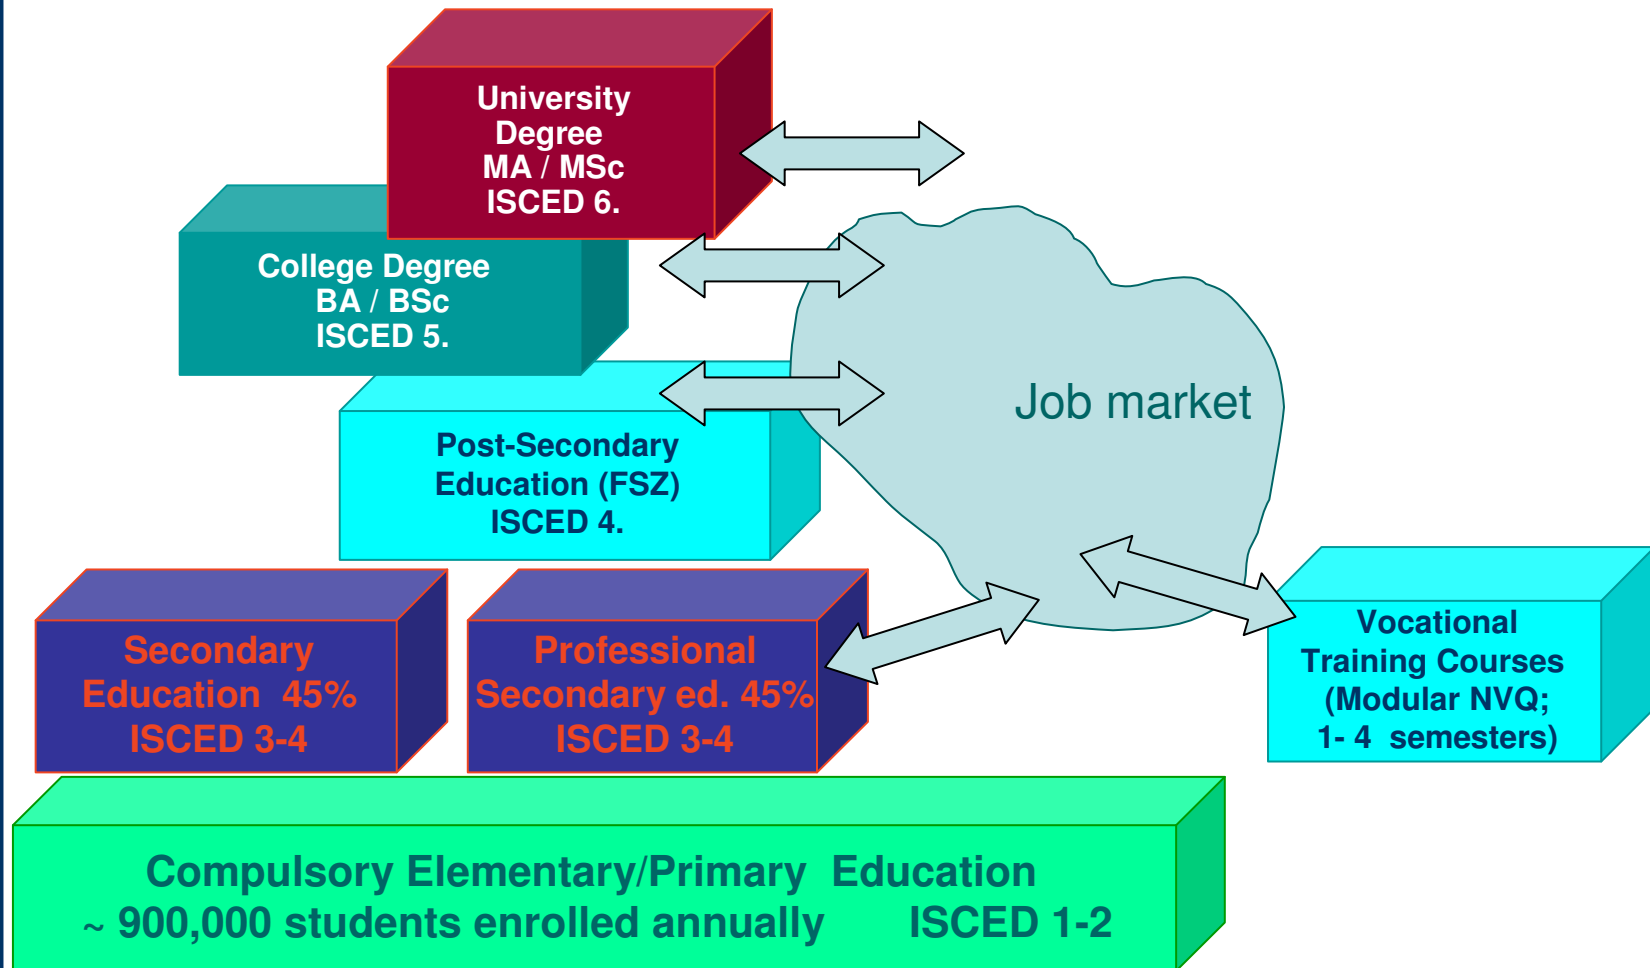 University
Degree
MA / MSc
ISCED 6.
College Degree
BA / BSc
ISCED 5.
Job market
Post-Secondary
Education (FSZ)
ISCED 4.
Secondary
Education 45%
ISCED 3-4
Professional
Secondary ed. 45%
ISCED 3-4
Vocational
Training Courses
(Modular NVQ;
1- 4 semesters)
Compulsory Elementary/Primary Education
~ 900,000 students enrolled annually ISCED 1-2